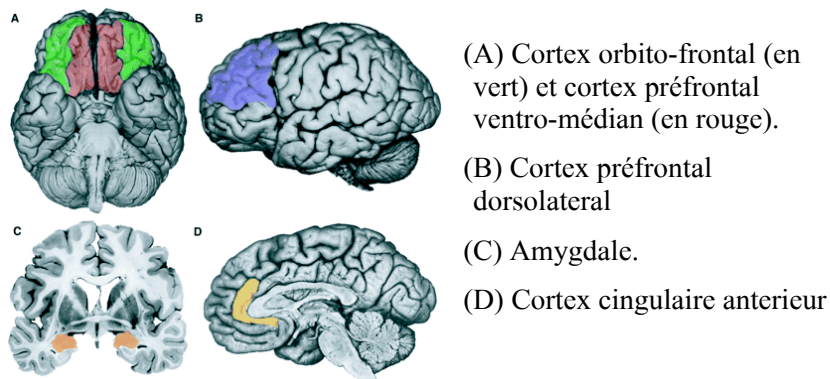 A
B
C
D
(A) Cortex orbito-frontal (en
vert) et cortex préfrontal
ventro-médian (en rouge).
(B) Cortex préfrontal
dorsolateral
(C) Amygdale.
(D) Cortex cingulaire anterieur